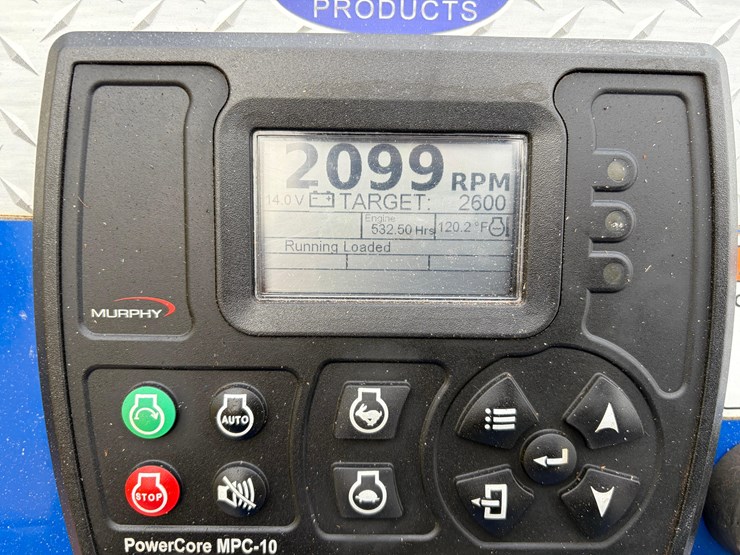 PRODUCTS
2099 RPM
14.0 V TARGET: 2600
Engine
532.50 Hrs 120.2 °F
Running Loaded
MURPHY
AUTO
STOP
PowerCore MPC-10